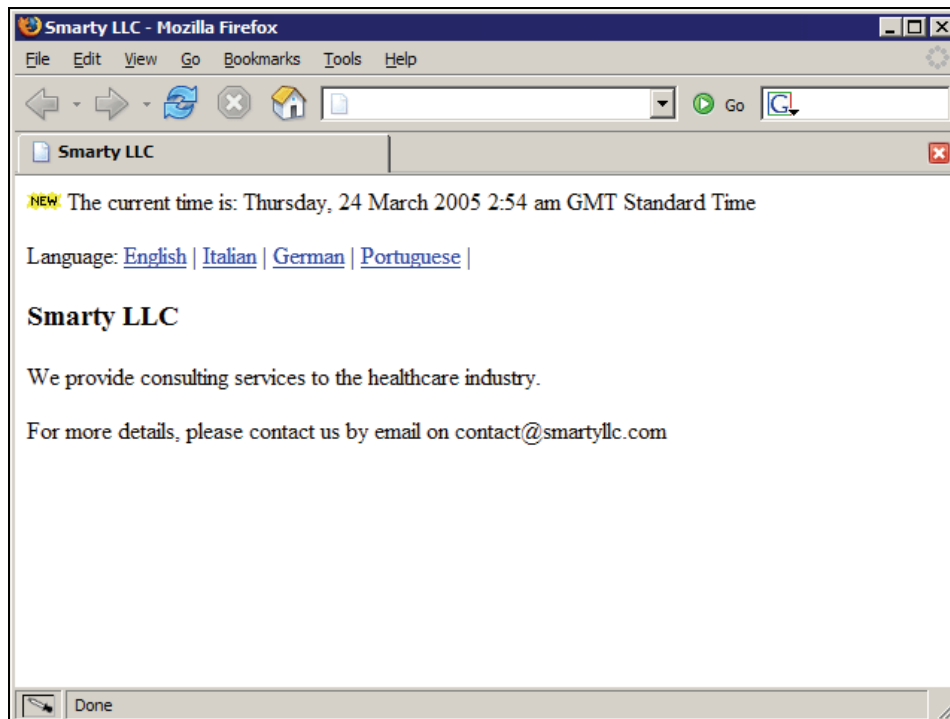 Smarty LLC - Mozilla Firefox
File Edit View Go Bookmarks Tools Help
Go G
Smarty LLC
NEW The current time is: Thursday, 24 March 2005 2:54 am GMT Standard Time
Language: English | Italian | German | Portuguese |
Smarty LLC
We provide consulting services to the healthcare industry.
For more details, please contact us by email on contact@smartyllc.com
Done